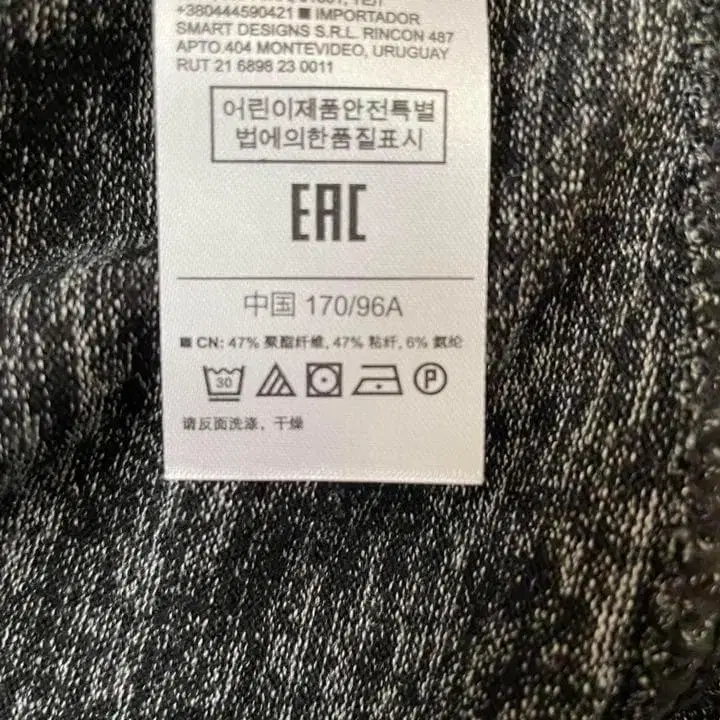 +380444590421 ■ IMPORTADOR
SMART DESIGNS S.R.L. RINCON 487
APTO.404 MONTEVIDEO, URUGUAY
RUT 21 6898 23 0011
어린이제품안전특별
법에의한품질표시
EAC
中国 170/96A
■ CN: 47% 聚酯纤维, 47% 粘纤, 6% 氨纶
30
P
请反面洗涤，干燥